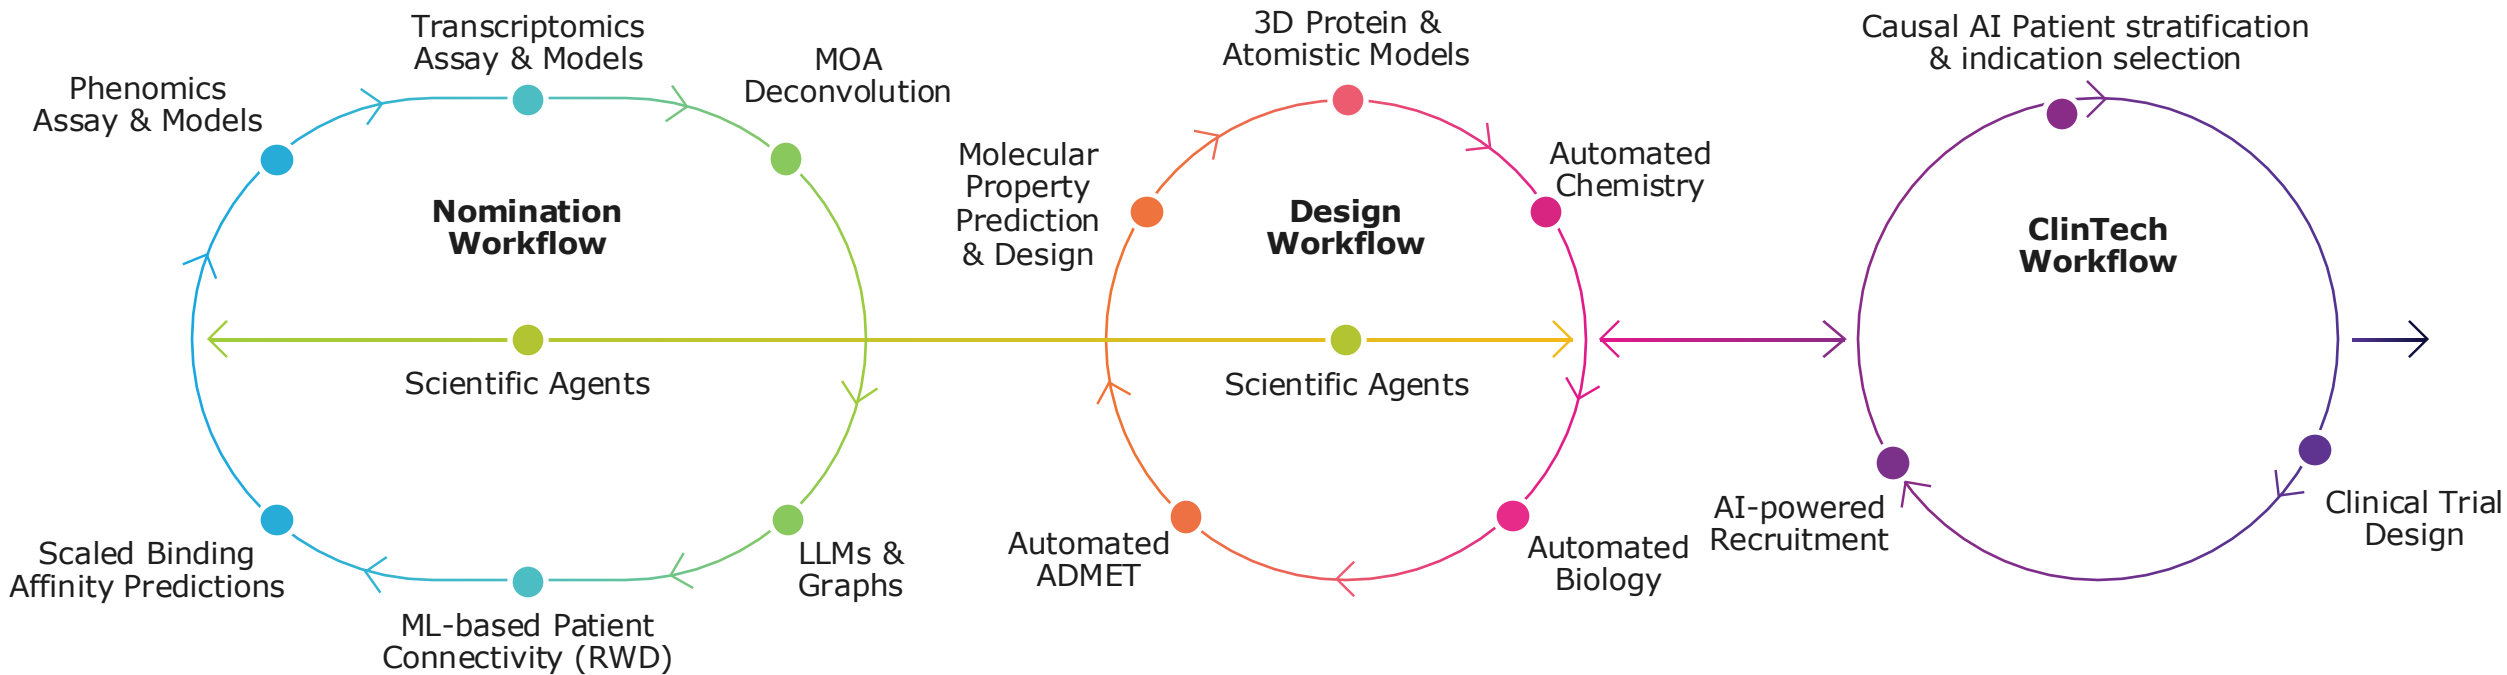 Transcriptomics
Assay & Models
Phenomics
Assay & Models
MOA
Deconvolution
Nomination
Workflow
Scientific Agents
Scaled Binding
Affinity Predictions
LLMs &
Graphs
ML-based Patient
Connectivity (RWD)
3D Protein &
Atomistic Models
Molecular
Property
Prediction
& Design
Automated
Chemistry
Design
Workflow
Scientific Agents
Automated
ADMET
Automated
Biology
Causal AI Patient stratification
& indication selection
ClinTech
Workflow
AI-powered
Recruitment
Clinical Trial
Design